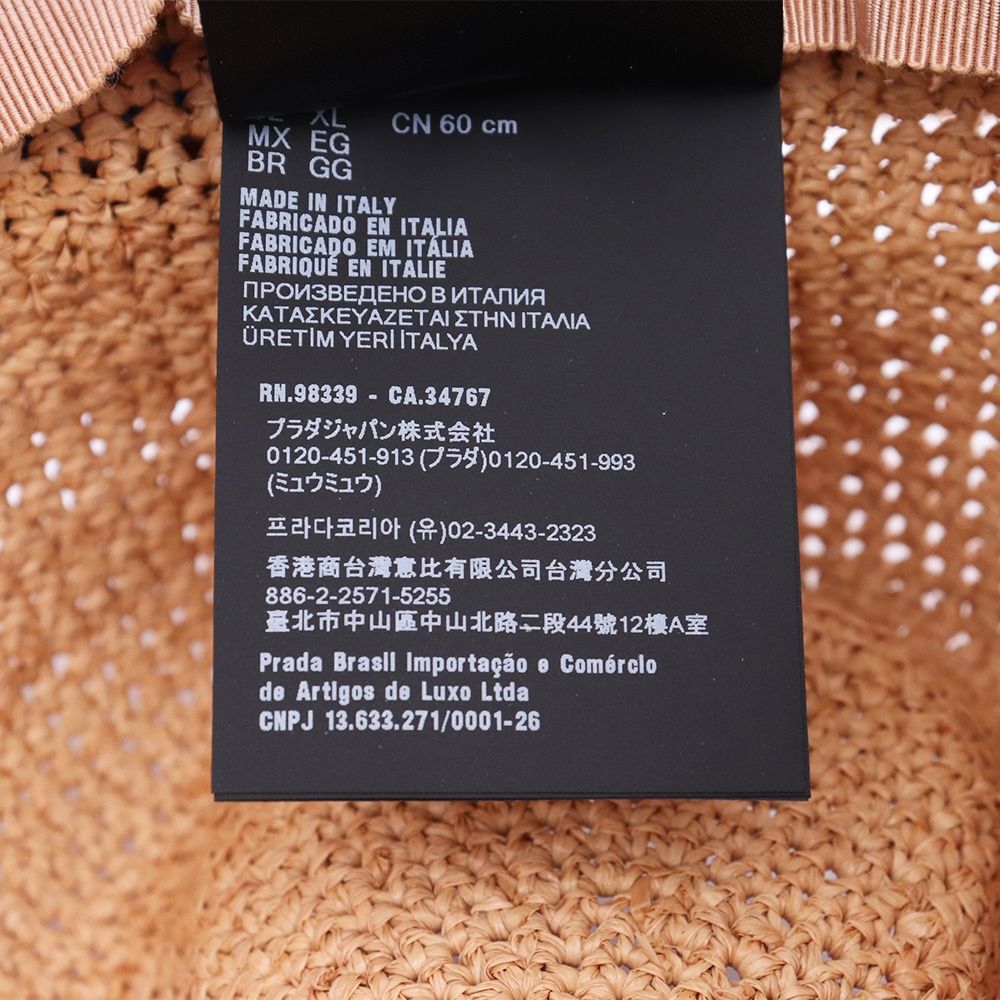 XL CN 60 cm
MX EG
BR GG
MADE IN ITALY
FABRICADO EN ITALIA
FABRICADO EM ITÁLIA
FABRIQUÉ EN ITALIE
ПРОИЗВЕДЕНО В ИТАЛИЯ
ΚΑΤΑΣΚΕΥΑΖΕΤΑΙ ΣΤΗΝ ΙΤΑΛΙΑ
ÜRETİM YERİ İTALYA
RN.98339 - CA.34767
プラダジャパン株式会社
0120-451-913 (プラダ)0120-451-993
(ミュウミュウ)
프라다코리아 (유)02-3443-2323
香港商台灣惠比有限公司台灣分公司
886-2-2571-5255
臺北市中山區中山北路二段44號12樓A室
Prada Brasil Importação e Comércio
de Artigos de Luxo Ltda
CNPJ 13.633.271/0001-26